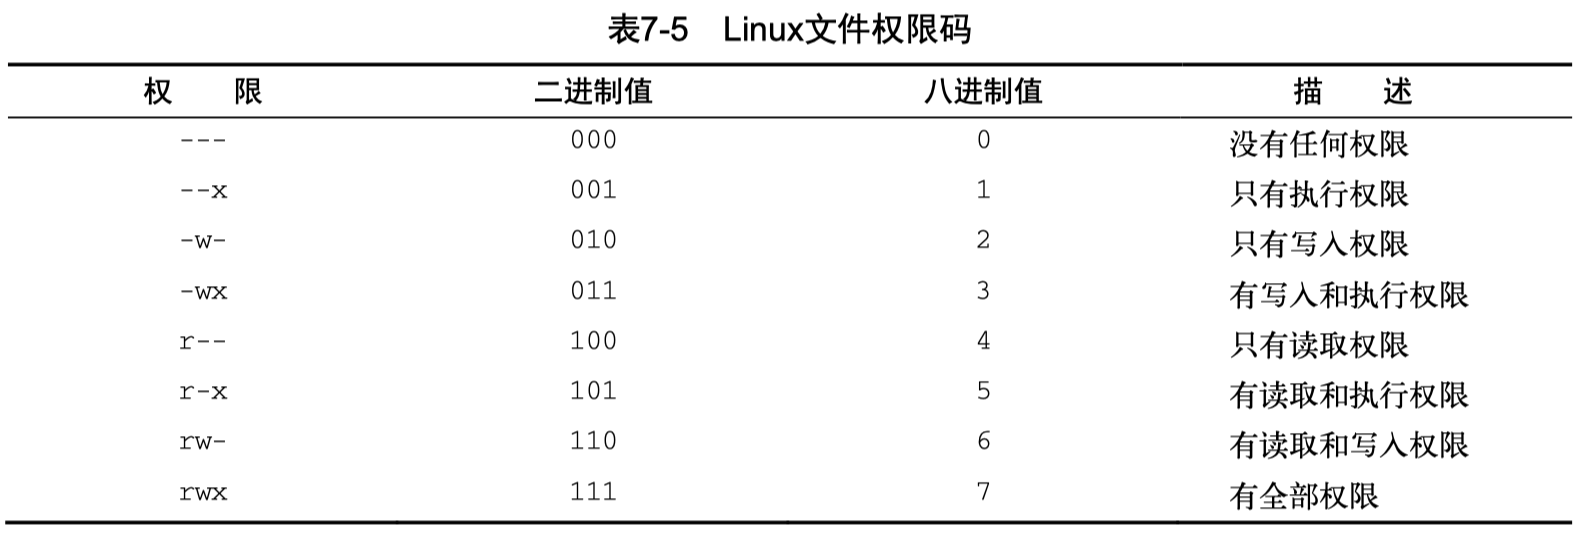 表7-5 Linux文件权限码
权 限 二进制值 八进制值 描 述
--- 000 0 没有任何权限
--x 001 1 只有执行权限
-w- 010 2 只有写入权限
-wx 011 3 有写入和执行权限
r-- 100 4 只有读取权限
r-x 101 5 有读取和执行权限
rw- 110 6 有读取和写入权限
rwx 111 7 有全部权限